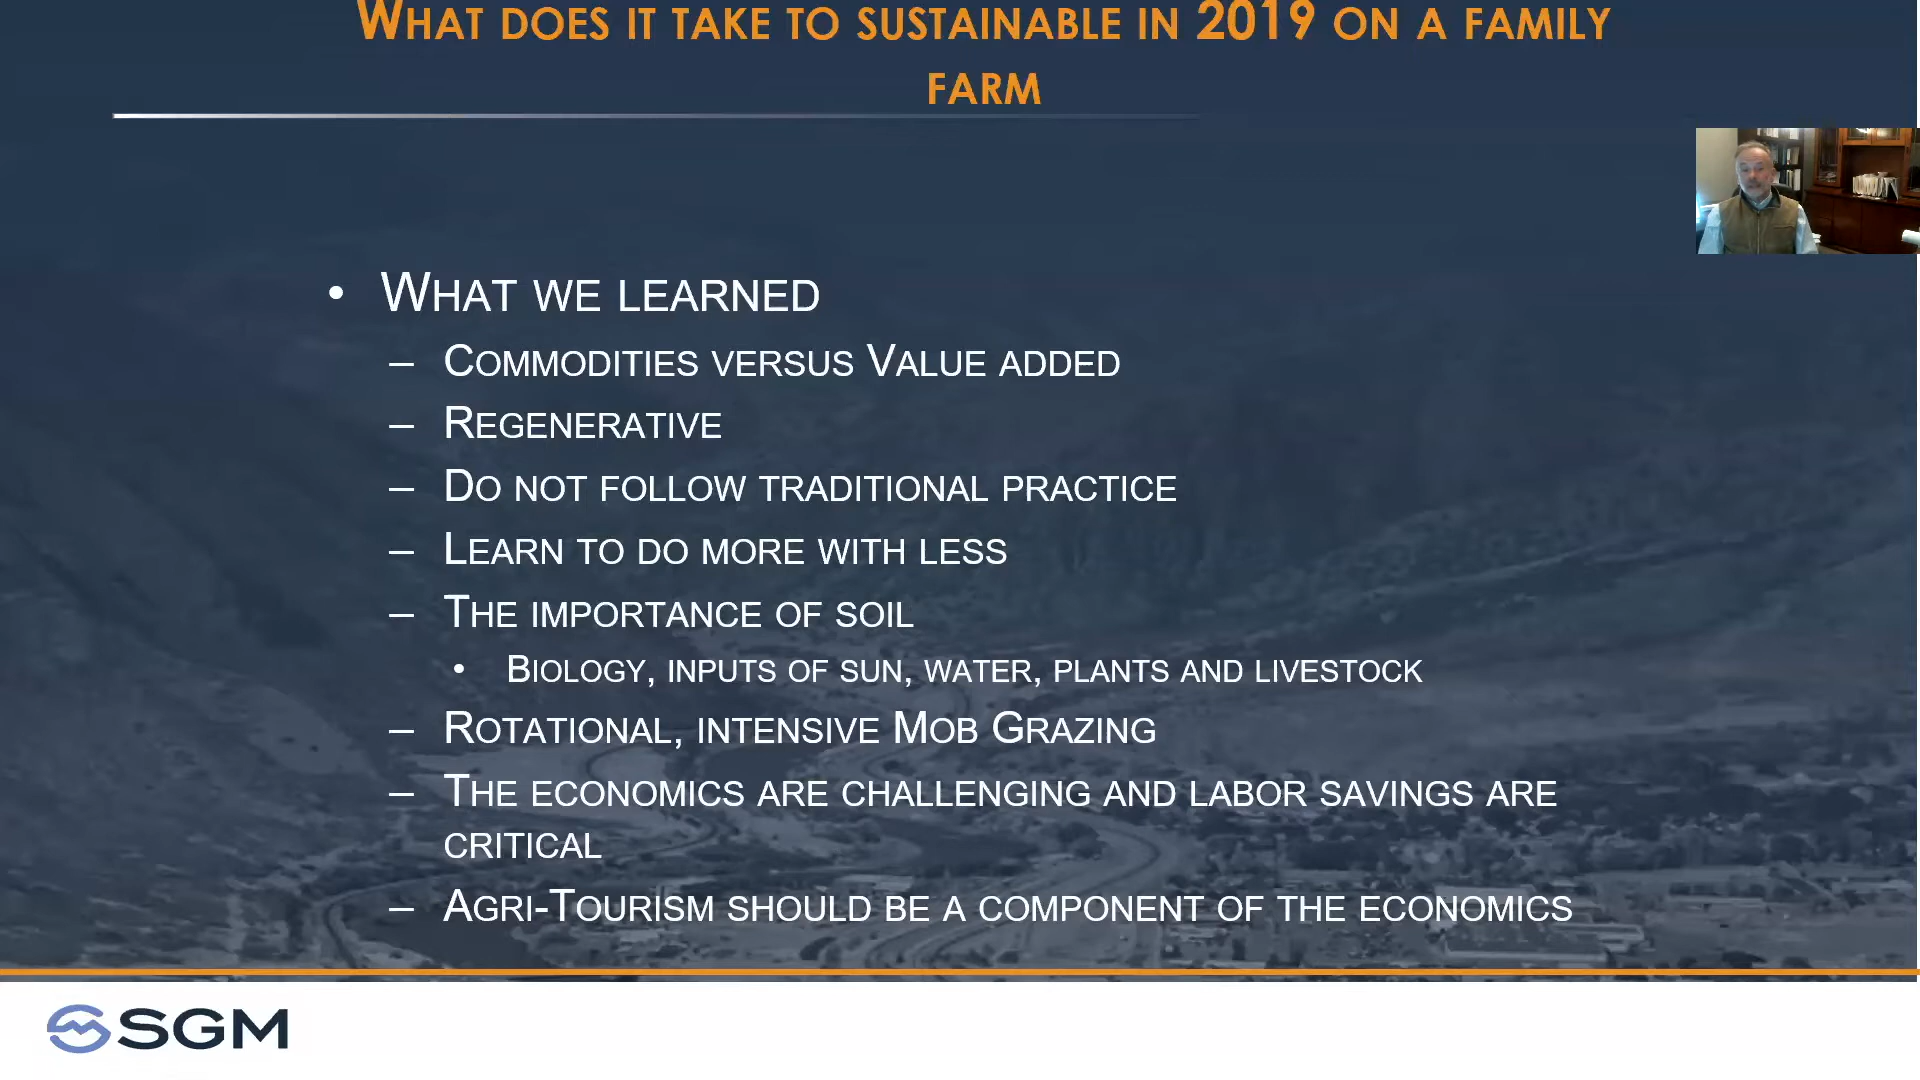 What does it take to sustainable in 2019 on a family
farm
• What we learned
– Commodities versus Value added
– Regenerative
– Do not follow traditional practice
– Learn to do more with less
– The importance of soil
• Biology, inputs of sun, water, plants and livestock
– Rotational, intensive Mob Grazing
– The economics are challenging and labor savings are
critical
– Agri-Tourism should be a component of the economics
SGM